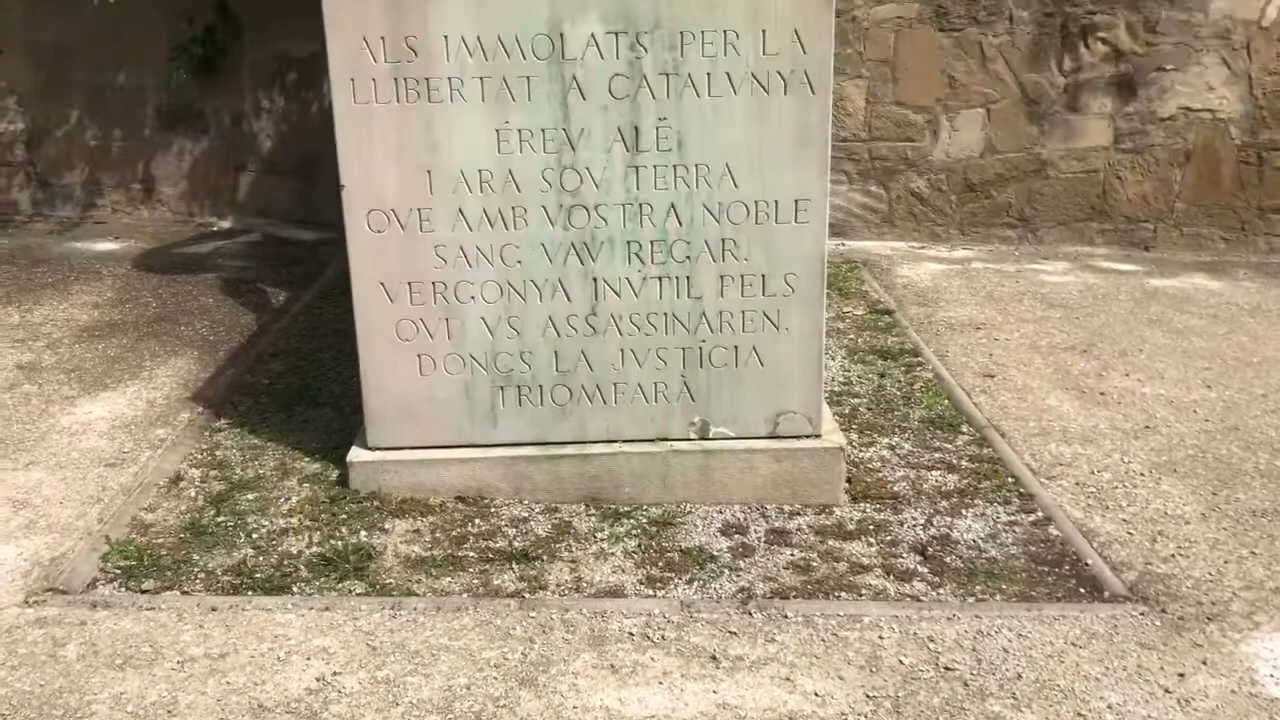 ALS IMMOLATS PER LA
LLIBERTAT A CATALVNYA
ÉREV ALÈ
I ARA SOV TERRA
QVE AMB VOSTRA NOBLE
SANG VAV REGAR.
VERGONYA INVTIL PELS
QVI VS ASSASSINAREN.
DONCS LA JVSTÍCIA
TRIOMFARÀ